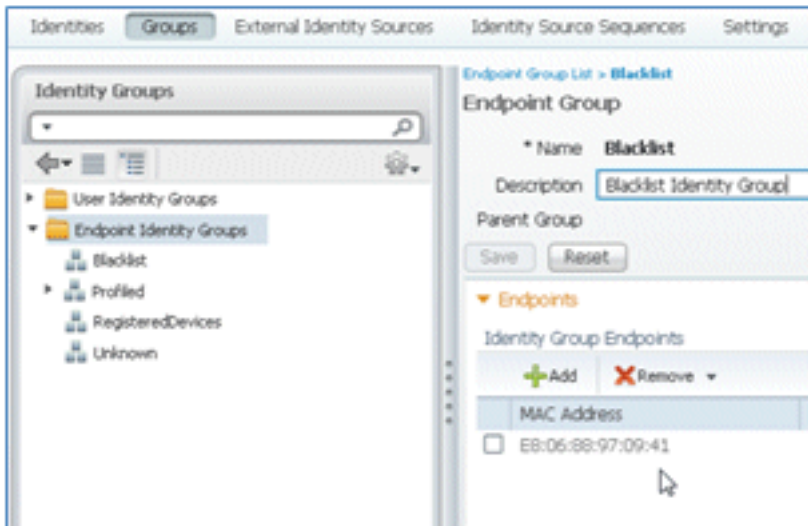 Identities Groups External Identity Sources Identity Source Sequences Settings
Identity Groups
User Identity Groups
Endpoint Identity Groups
Blacklist
Profiled
RegisteredDevices
Unknown
Endpoint Group List > Blacklist
Endpoint Group
* Name Blacklist
Description Blacklist Identity Group
Parent Group
Save Reset
Endpoints
Identity Group Endpoints
Add Remove
MAC Address
E8:06:88:97:09:41